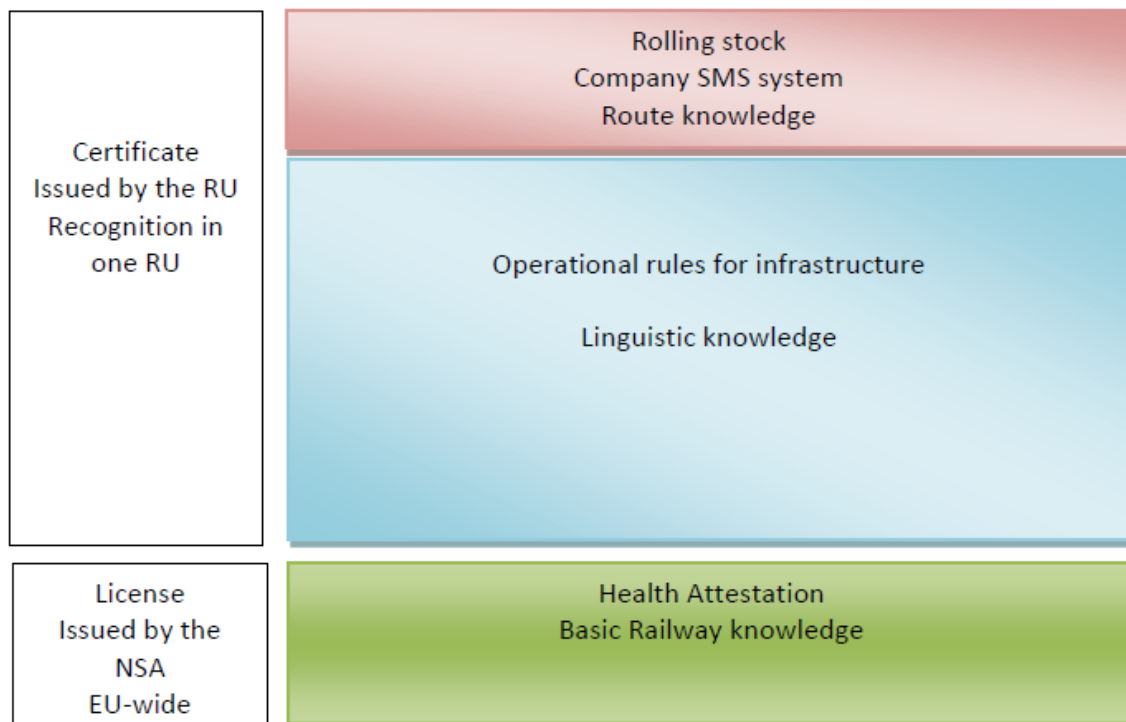 Certificate
Issued by the RU
Recognition in
one RU
Rolling stock
Company SMS system
Route knowledge
Operational rules for infrastructure
Linguistic knowledge
License
Issued by the
NSA
EU-wide
Health Attestation
Basic Railway knowledge